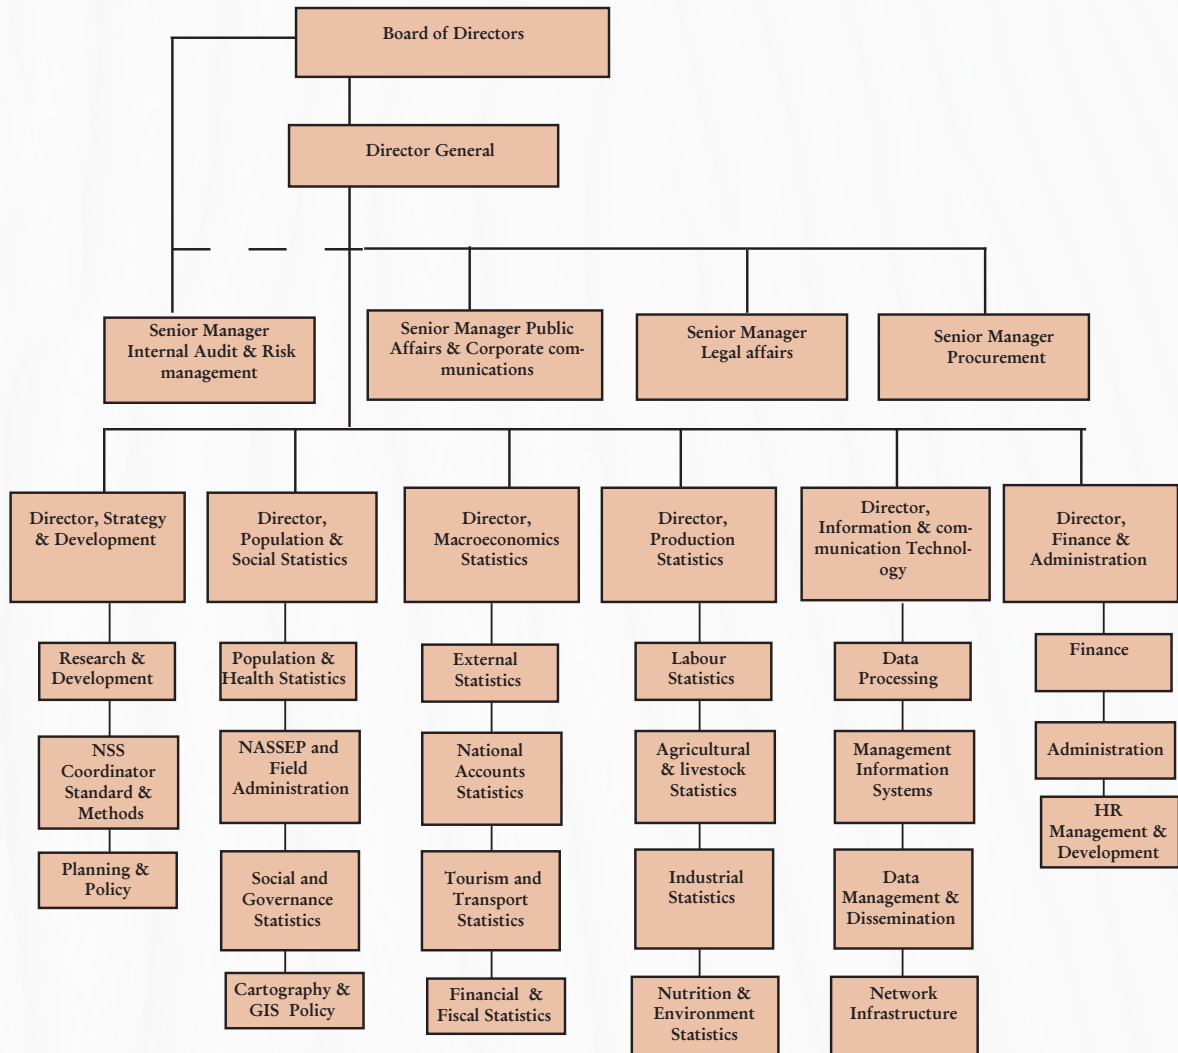 Board of Directors
Director General
Senior Manager
Internal Audit & Risk
management
Senior Manager Public
Affairs & Corporate com-
munications
Senior Manager
Legal affairs
Senior Manager
Procurement
Director, Strategy
& Development
Director,
Population &
Social Statistics
Director,
Macroeconomics
Statistics
Director,
Production
Statistics
Director,
Information & com-
munication Technol-
ogy
Director,
Finance &
Administration
Research &
Development
NSS
Coordinator
Standard &
Methods
Planning &
Policy
Population &
Health Statistics
NASSEP and
Field
Administration
Social and
Governance
Statistics
Cartography &
GIS Policy
External
Statistics
National
Accounts
Statistics
Tourism and
Transport
Statistics
Financial &
Fiscal Statistics
Labour
Statistics
Agricultural
& livestock
Statistics
Industrial
Statistics
Nutrition &
Environment
Statistics
Data
Processing
Management
Information
Systems
Data
Management &
Dissemination
Network
Infrastructure
Finance
Administration
HR
Management &
Development